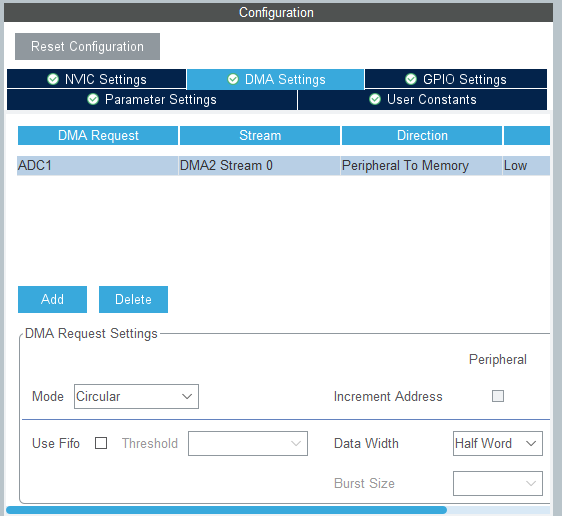 Configuration
Reset Configuration
NVIC Settings DMA Settings GPIO Settings
Parameter Settings User Constants
DMA Request Stream Direction
ADC1 DMA2 Stream 0 Peripheral To Memory Low
Add Delete
DMA Request Settings
Peripheral
Mode Circular Increment Address
Use Fifo Threshold Data Width Half Word
Burst Size